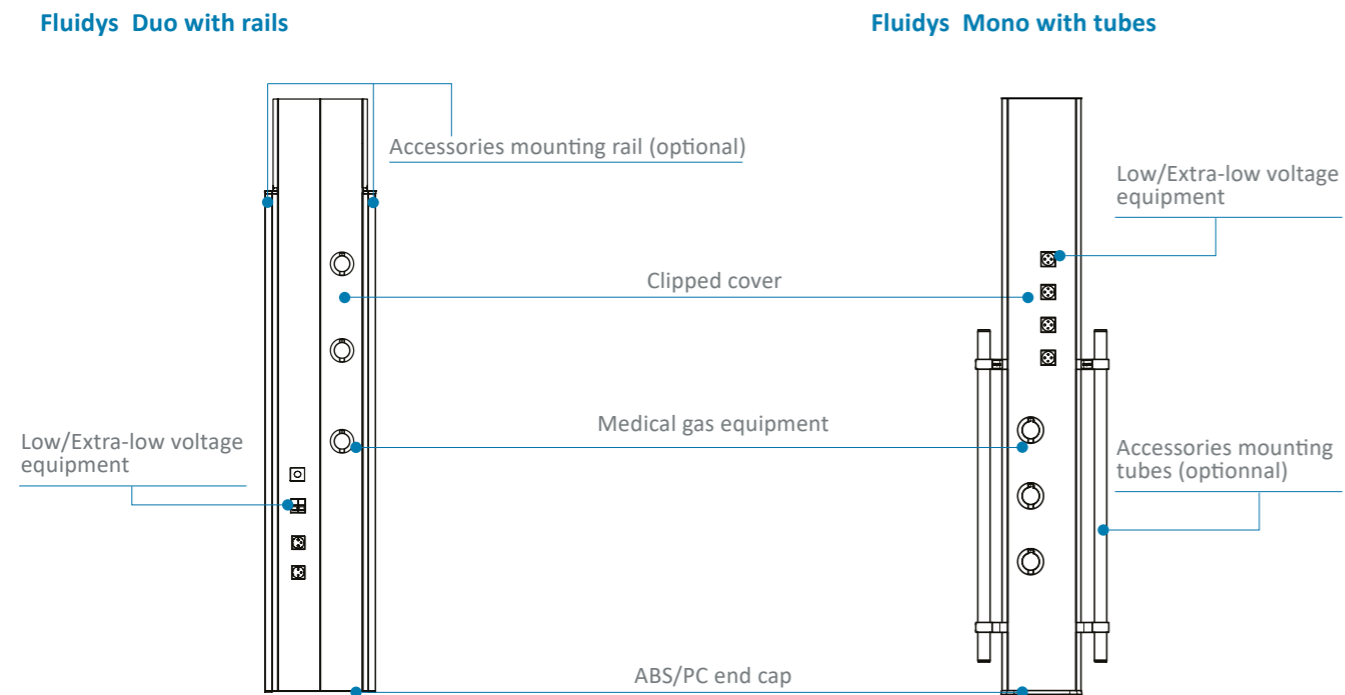 Fluidys Duo with rails
Fluidys Mono with tubes
Accessories mounting rail (optional)
Low/Extra-low voltage
equipment
Clipped cover
Medical gas equipment
Low/Extra-low voltage
equipment
Accessories mounting
tubes (optionnal)
ABS/PC end cap